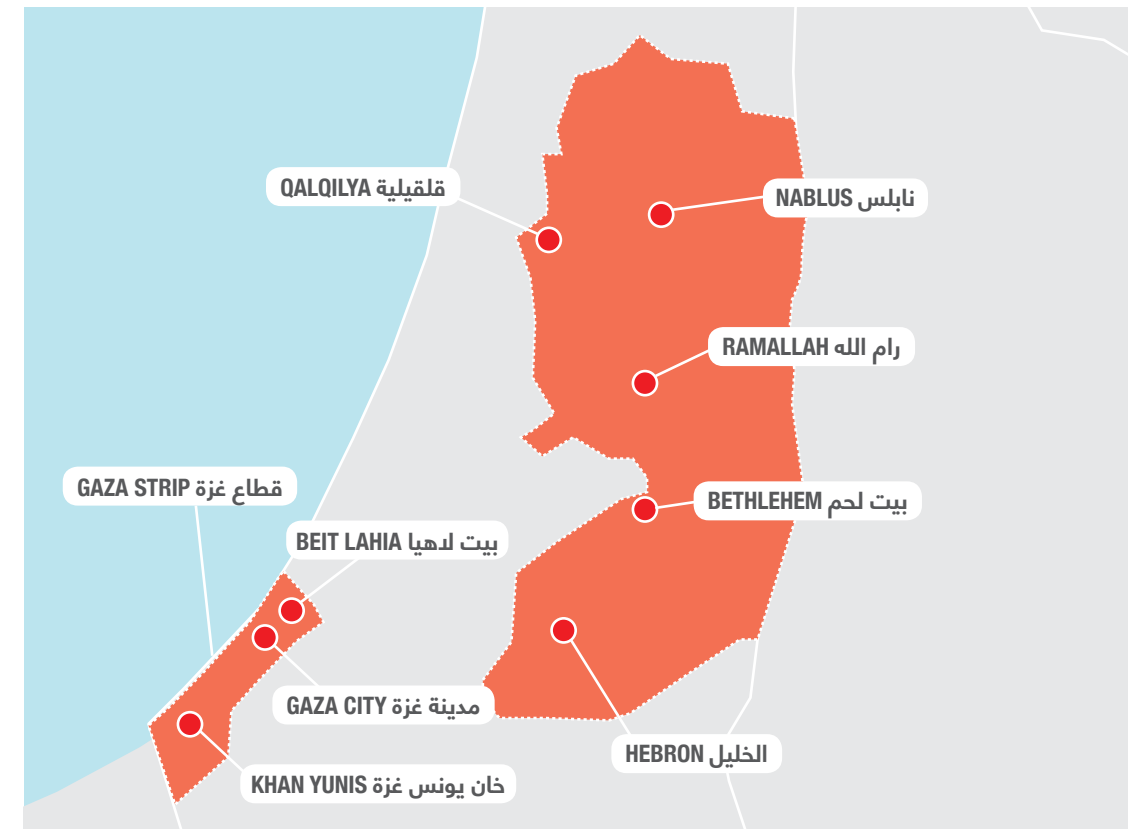 QALQILYA قلقيلية
NABLUS نابلس
RAMALLAH رام الله
GAZA STRIP قطاع غزة
BETHLEHEM بيت لحم
BEIT LAHIA بيت لاهيا
GAZA CITY مدينة غزة
HEBRON الخليل
KHAN YUNIS خان يونس غزة